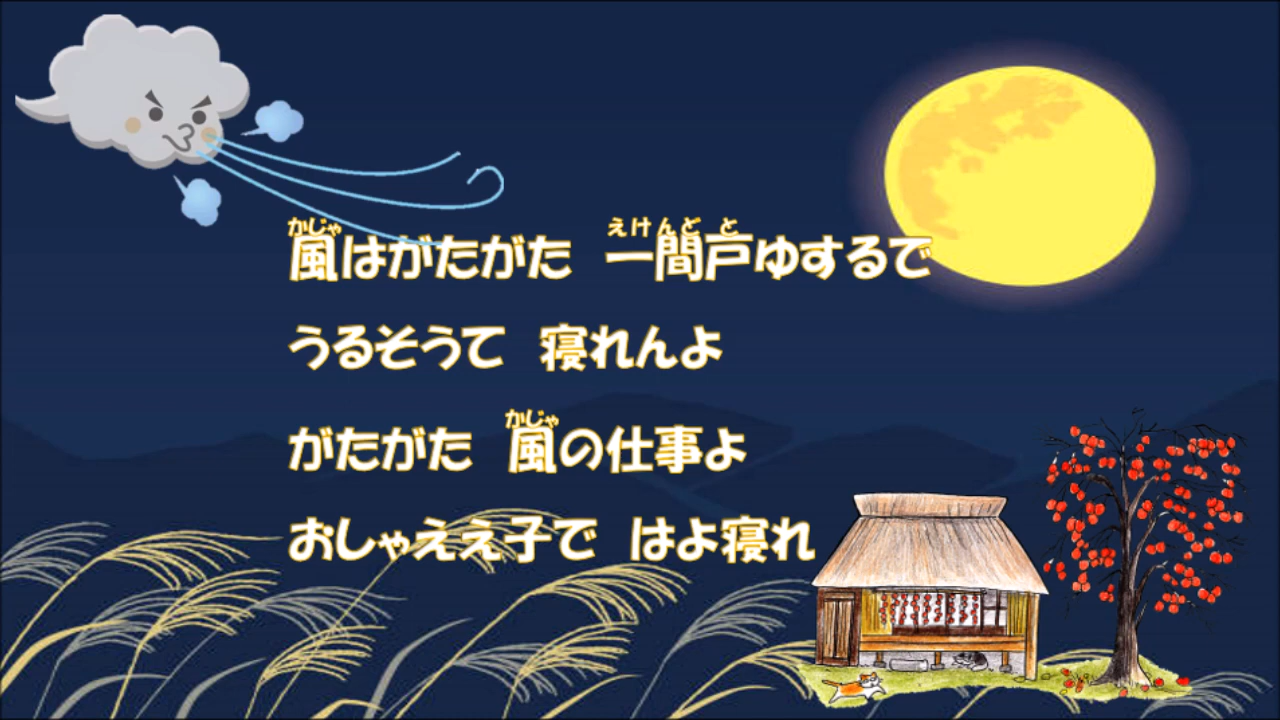 風はがたがた　一間戸ゆするで
うるそうて　寝れんよ
がたがた　風の仕事よ
おしゃええ子で　はよ寝れ